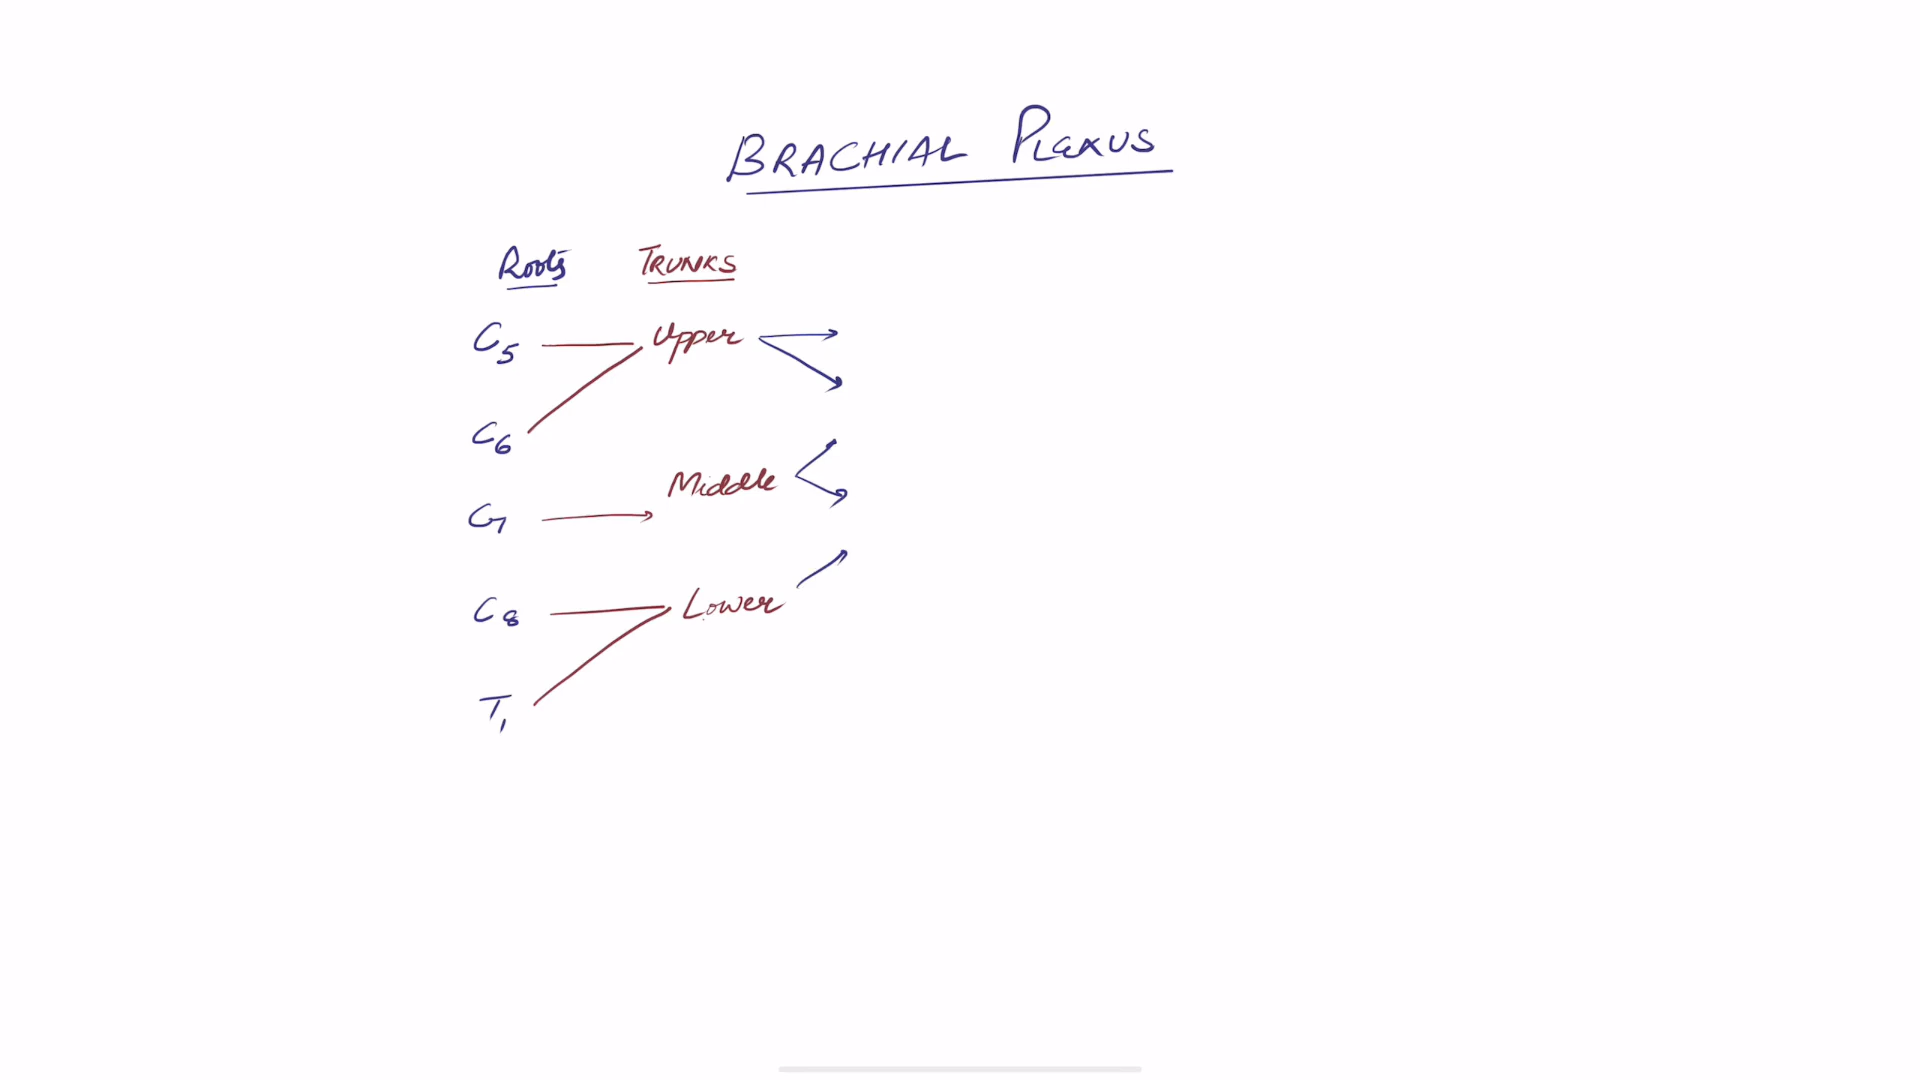 BRACHIAL PLEXUS
Roots TRUNKS
C5 Upper
C6
Middle
C7
C8 Lower
T1